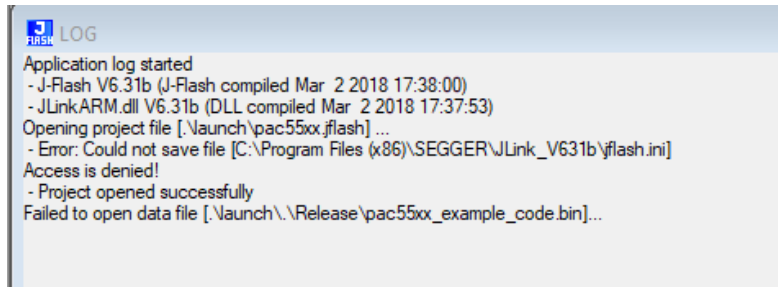 J
FLASH
LOG
Application log started
- J-Flash V6.31b (J-Flash compiled Mar  2 2018 17:38:00)
- JLinkARM.dll V6.31b (DLL compiled Mar  2 2018 17:37:53)
Opening project file [.\launch\pac55xx.jflash] ...
- Error: Could not save file [C:\Program Files (x86)\SEGGER\JLink_V631b\jflash.ini]
Access is denied!
- Project opened successfully
Failed to open data file [.\launch\.\Release\pac55xx_example_code.bin]...